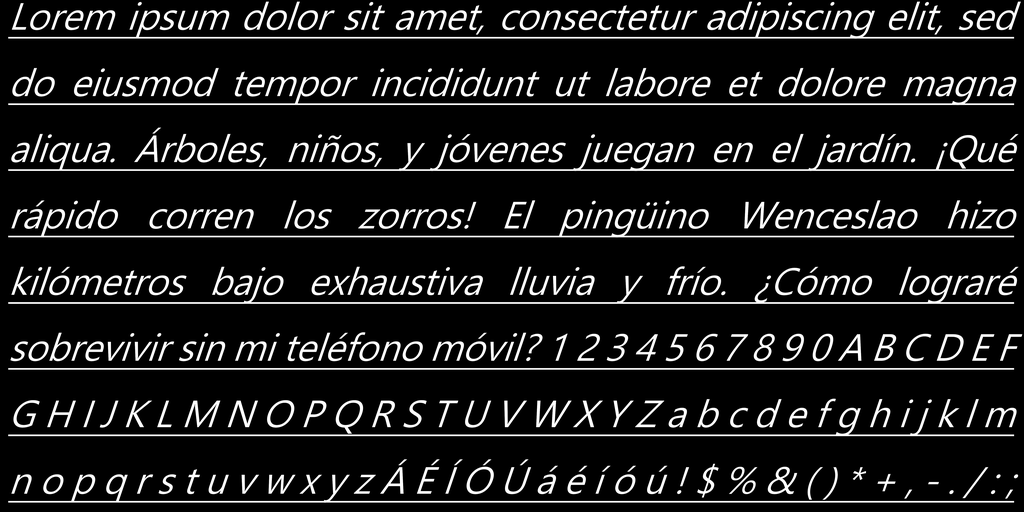 Lorem ipsum dolor sit amet, consectetur adipiscing elit, sed
do eiusmod tempor incididunt ut labore et dolore magna
aliqua. Árboles, niños, y jóvenes juegan en el jardín. ¡Qué
rápido corren los zorros! El pingüino Wenceslao hizo
kilómetros bajo exhaustiva lluvia y frío. ¿Cómo lograré
sobrevivir sin mi teléfono móvil? 1 2 3 4 5 6 7 8 9 0 A B C D E F
G H I J K L M N O P Q R S T U V W X Y Z a b c d e f g h i j k l m
n o p q r s t u v w x y z Á É Í Ó Ú á é í ó ú ! $ % & ( ) * + , - . / : ;